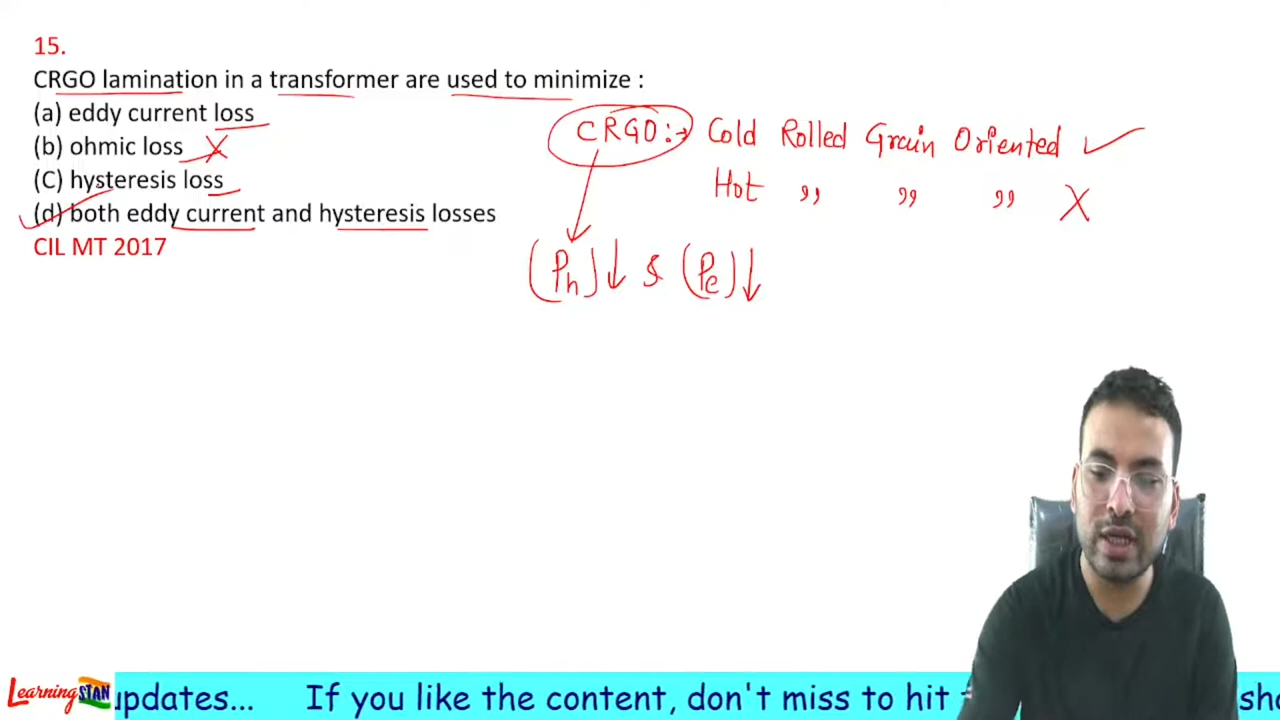 15.
CRGO lamination in a transformer are used to minimize :
(a) eddy current loss
(b) ohmic loss
(C) hysteresis loss
(d) both eddy current and hysteresis losses
CIL MT 2017
CRGO:→ Cold Rolled Grain Oriented
Hot " " "
(Ph)↓ & (Pe)↓
Learning STAN
updates... If you like the content, don't miss to hit